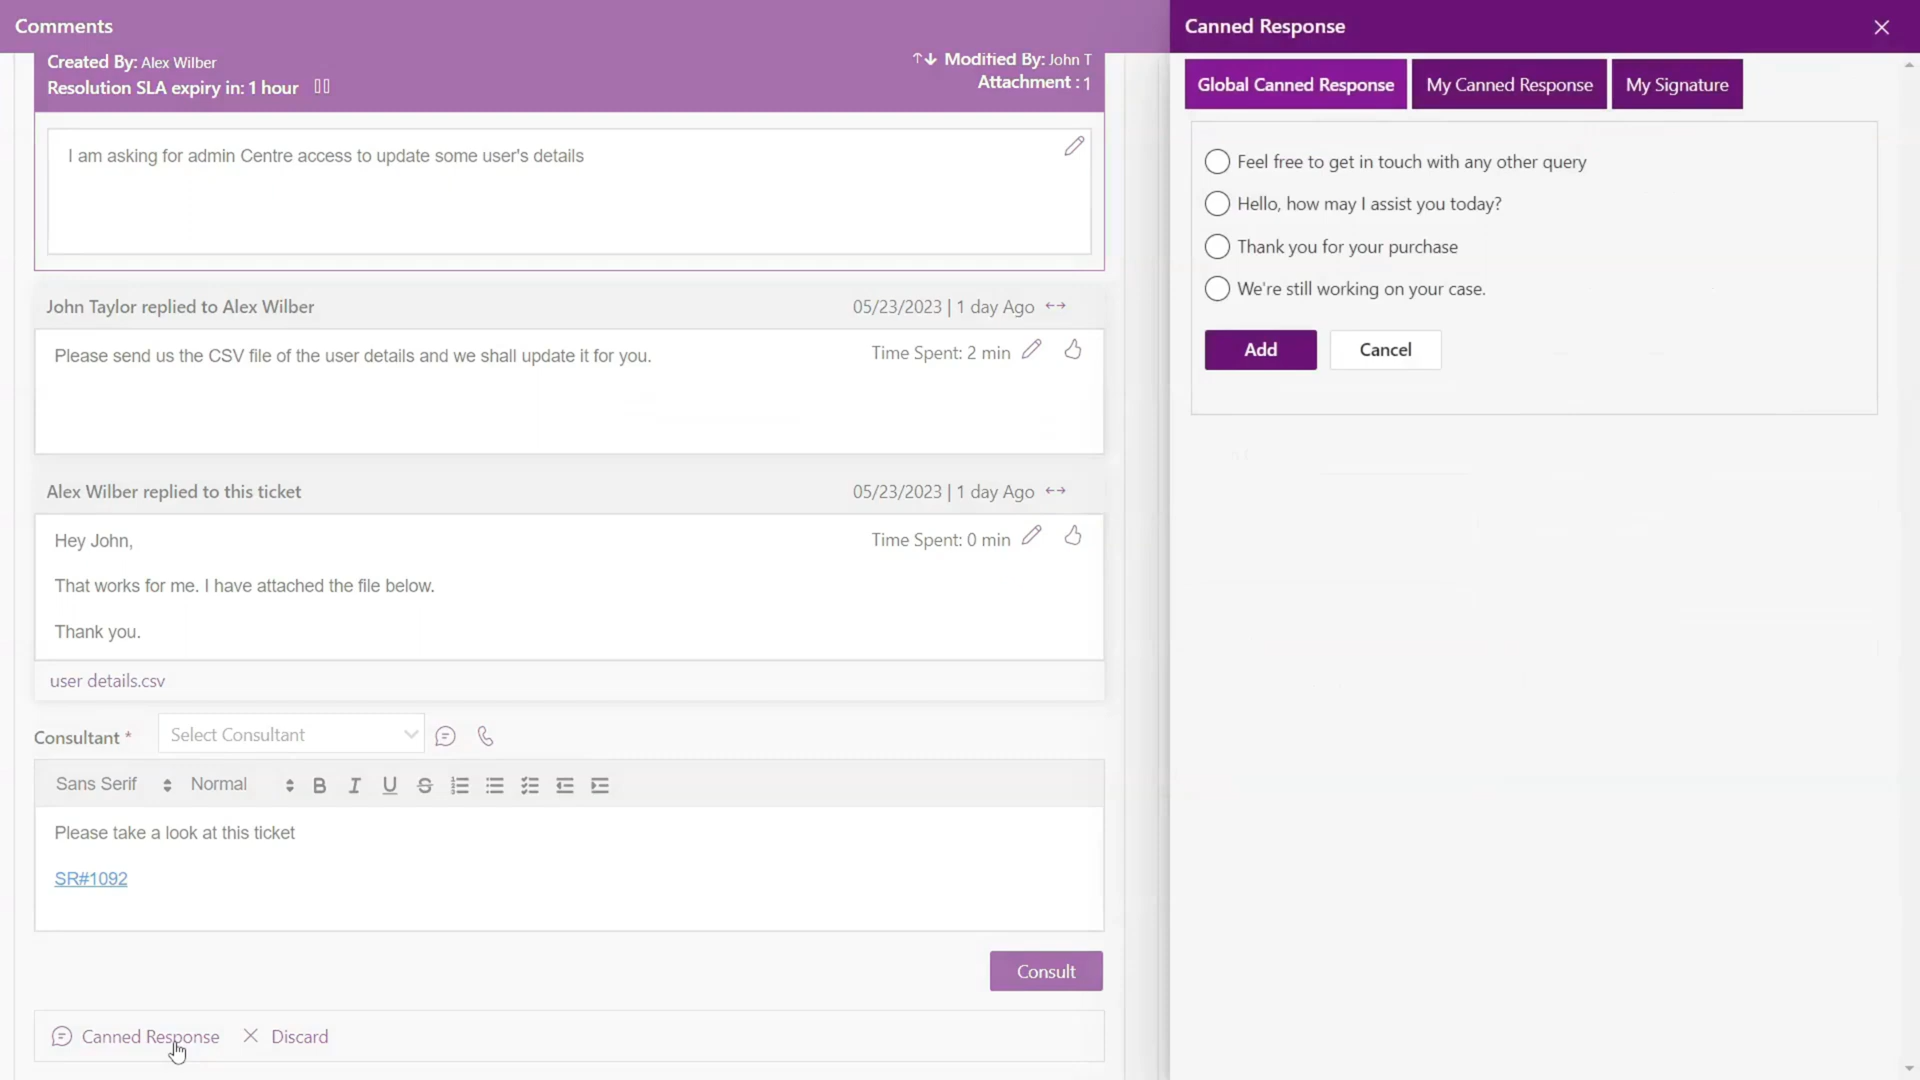 Comments
Created By: Alex Wilber
Modified By: John T
Resolution SLA expiry in: 1 hour
Attachment : 1
I am asking for admin Centre access to update some user's details
John Taylor replied to Alex Wilber
05/23/2023 | 1 day Ago
Please send us the CSV file of the user details and we shall update it for you.
Time Spent: 2 min
Alex Wilber replied to this ticket
05/23/2023 | 1 day Ago
Hey John,
Time Spent: 0 min
That works for me. I have attached the file below.
Thank you.
user details.csv
Consultant *
Select Consultant
Sans Serif
Normal
B I U S
Please take a look at this ticket
SR#1092
Consult
Canned Response
Discard
Canned Response
Global Canned Response
My Canned Response
My Signature
Feel free to get in touch with any other query
Hello, how may I assist you today?
Thank you for your purchase
We're still working on your case.
Add
Cancel